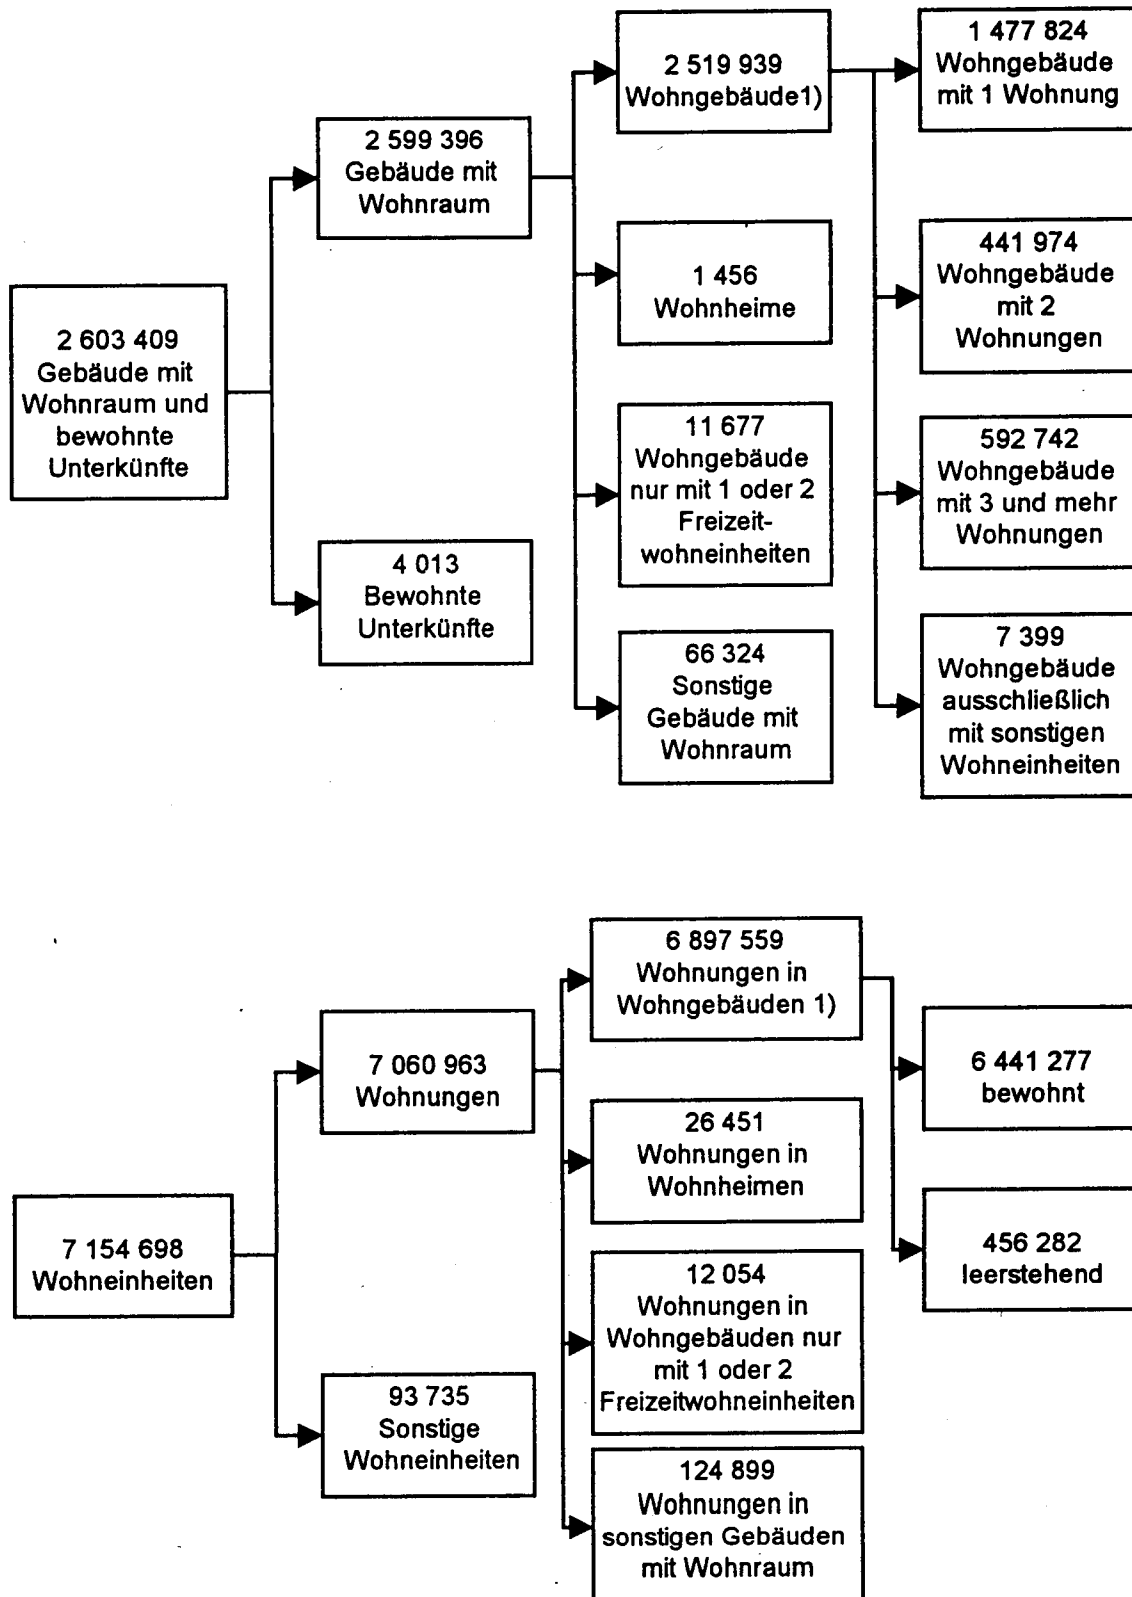 2 603 409
Gebäude mit
Wohnraum und
bewohnte
Unterkünfte
2 599 396
Gebäude mit
Wohnraum
4 013
Bewohnte
Unterkünfte
2 519 939
Wohngebäude1)
1 456
Wohnheime
11 677
Wohngebäude
nur mit 1 oder 2
Freizeit-
wohneinheiten
66 324
Sonstige
Gebäude mit
Wohnraum
1 477 824
Wohngebäude
mit 1 Wohnung
441 974
Wohngebäude
mit 2
Wohnungen
592 742
Wohngebäude
mit 3 und mehr
Wohnungen
7 399
Wohngebäude
ausschließlich
mit sonstigen
Wohneinheiten
7 154 698
Wohneinheiten
7 060 963
Wohnungen
93 735
Sonstige
Wohneinheiten
6 897 559
Wohnungen in
Wohngebäuden 1)
26 451
Wohnungen in
Wohnheimen
12 054
Wohnungen in
Wohngebäuden nur
mit 1 oder 2
Freizeitwohneinheiten
124 899
Wohnungen in
sonstigen Gebäuden
mit Wohnraum
6 441 277
bewohnt
456 282
leerstehend